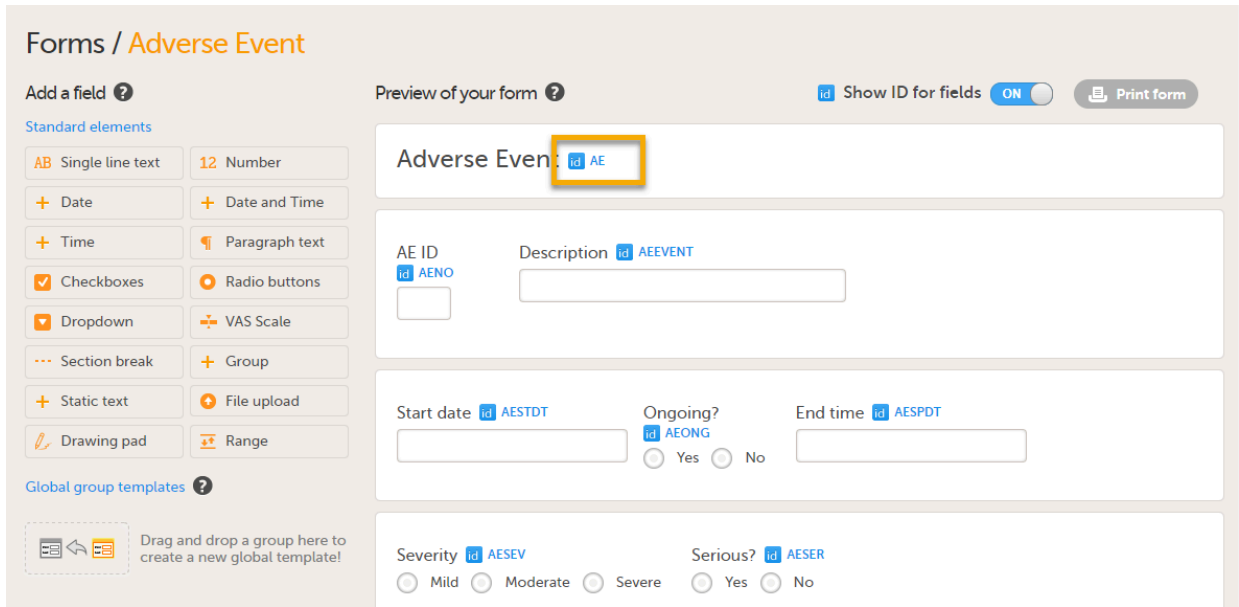 Forms / Adverse Event
Add a field ?
Preview of your form ?
id Show ID for fields ON
Print form
Standard elements
AB Single line text
12 Number
Date
Date and Time
Time
¶ Paragraph text
Checkboxes
Radio buttons
Dropdown
VAS Scale
Section break
Group
Static text
File upload
Drawing pad
Range
Global group templates ?
Drag and drop a group here to
create a new global template!
Adverse Event id AE
AE ID
id AENO
Description id AEEVENT
Start date id AESTDT
Ongoing?
id AEONG
Yes No
End time id AESPDT
Severity id AESEV
Mild Moderate Severe
Serious? id AESER
Yes No